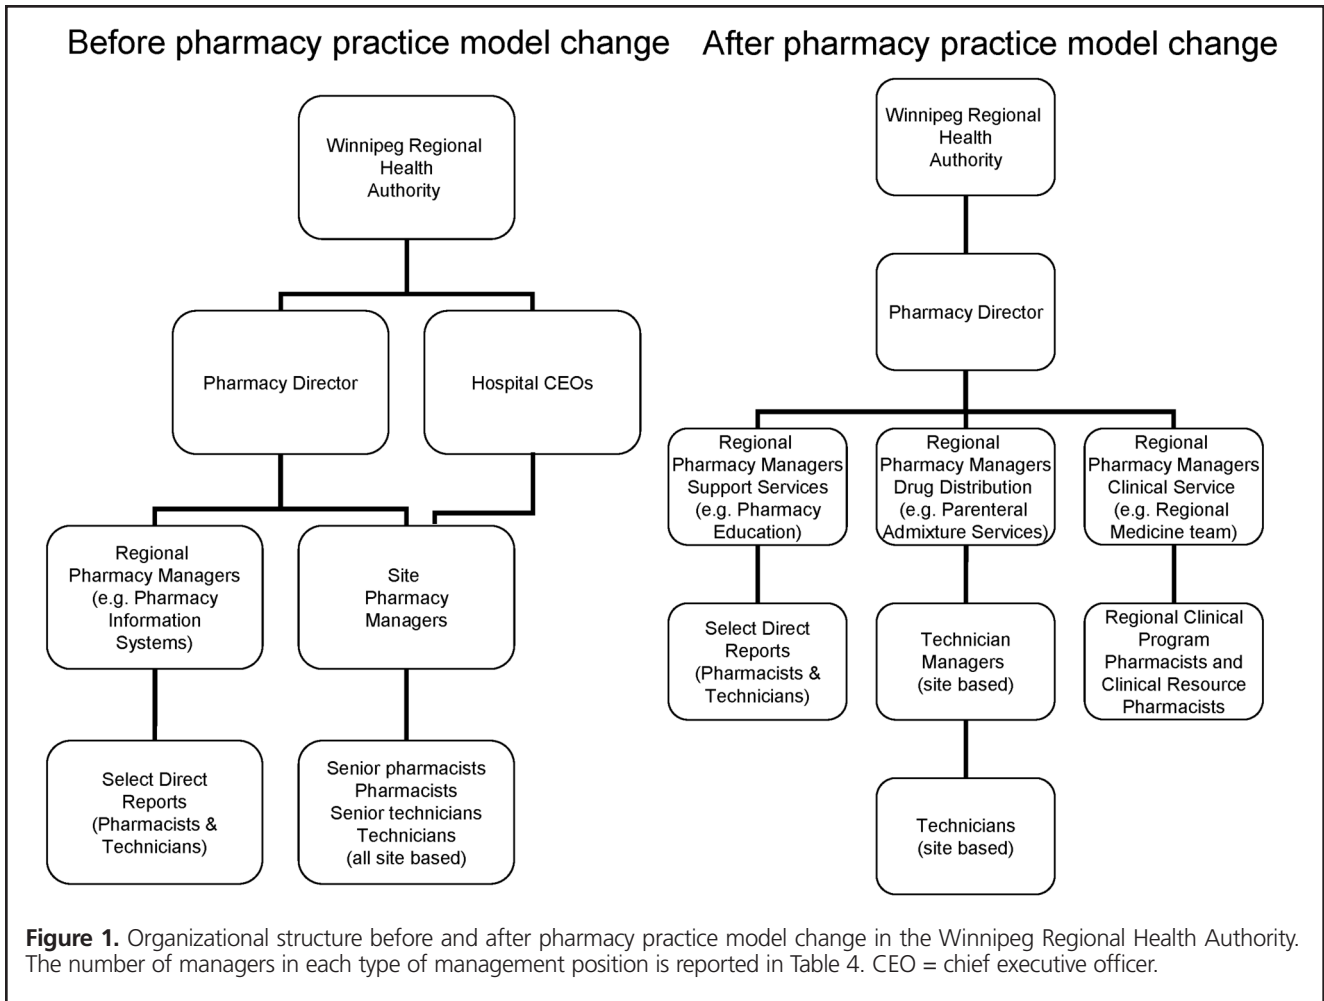 Before pharmacy practice model change
Winnipeg Regional
Health
Authority
Pharmacy Director
Hospital CEOs
Regional
Pharmacy Managers
(e.g. Pharmacy
Information
Systems)
Site
Pharmacy
Managers
Select Direct
Reports
(Pharmacists &
Technicians)
Senior pharmacists
Pharmacists
Senior technicians
Technicians
(all site based)
After pharmacy practice model change
Winnipeg Regional
Health
Authority
Pharmacy Director
Regional
Pharmacy Managers
Support Services
(e.g. Pharmacy
Education)
Regional
Pharmacy Managers
Drug Distribution
(e.g. Parenteral
Admixture Services)
Regional
Pharmacy Managers
Clinical Service
(e.g. Regional
Medicine team)
Select Direct
Reports
(Pharmacists &
Technicians)
Technician
Managers
(site based)
Regional Clinical
Program
Pharmacists and
Clinical Resource
Pharmacists
Technicians
(site based)
Figure 1. Organizational structure before and after pharmacy practice model change in the Winnipeg Regional Health Authority.
The number of managers in each type of management position is reported in Table 4. CEO = chief executive officer.